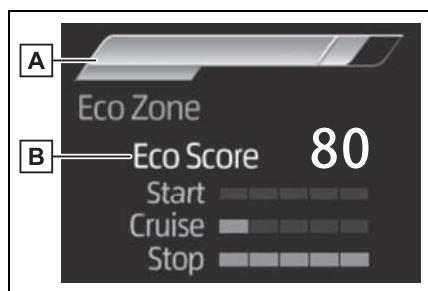 A
Eco Zone
B
Eco Score 80
Start
Cruise
Stop